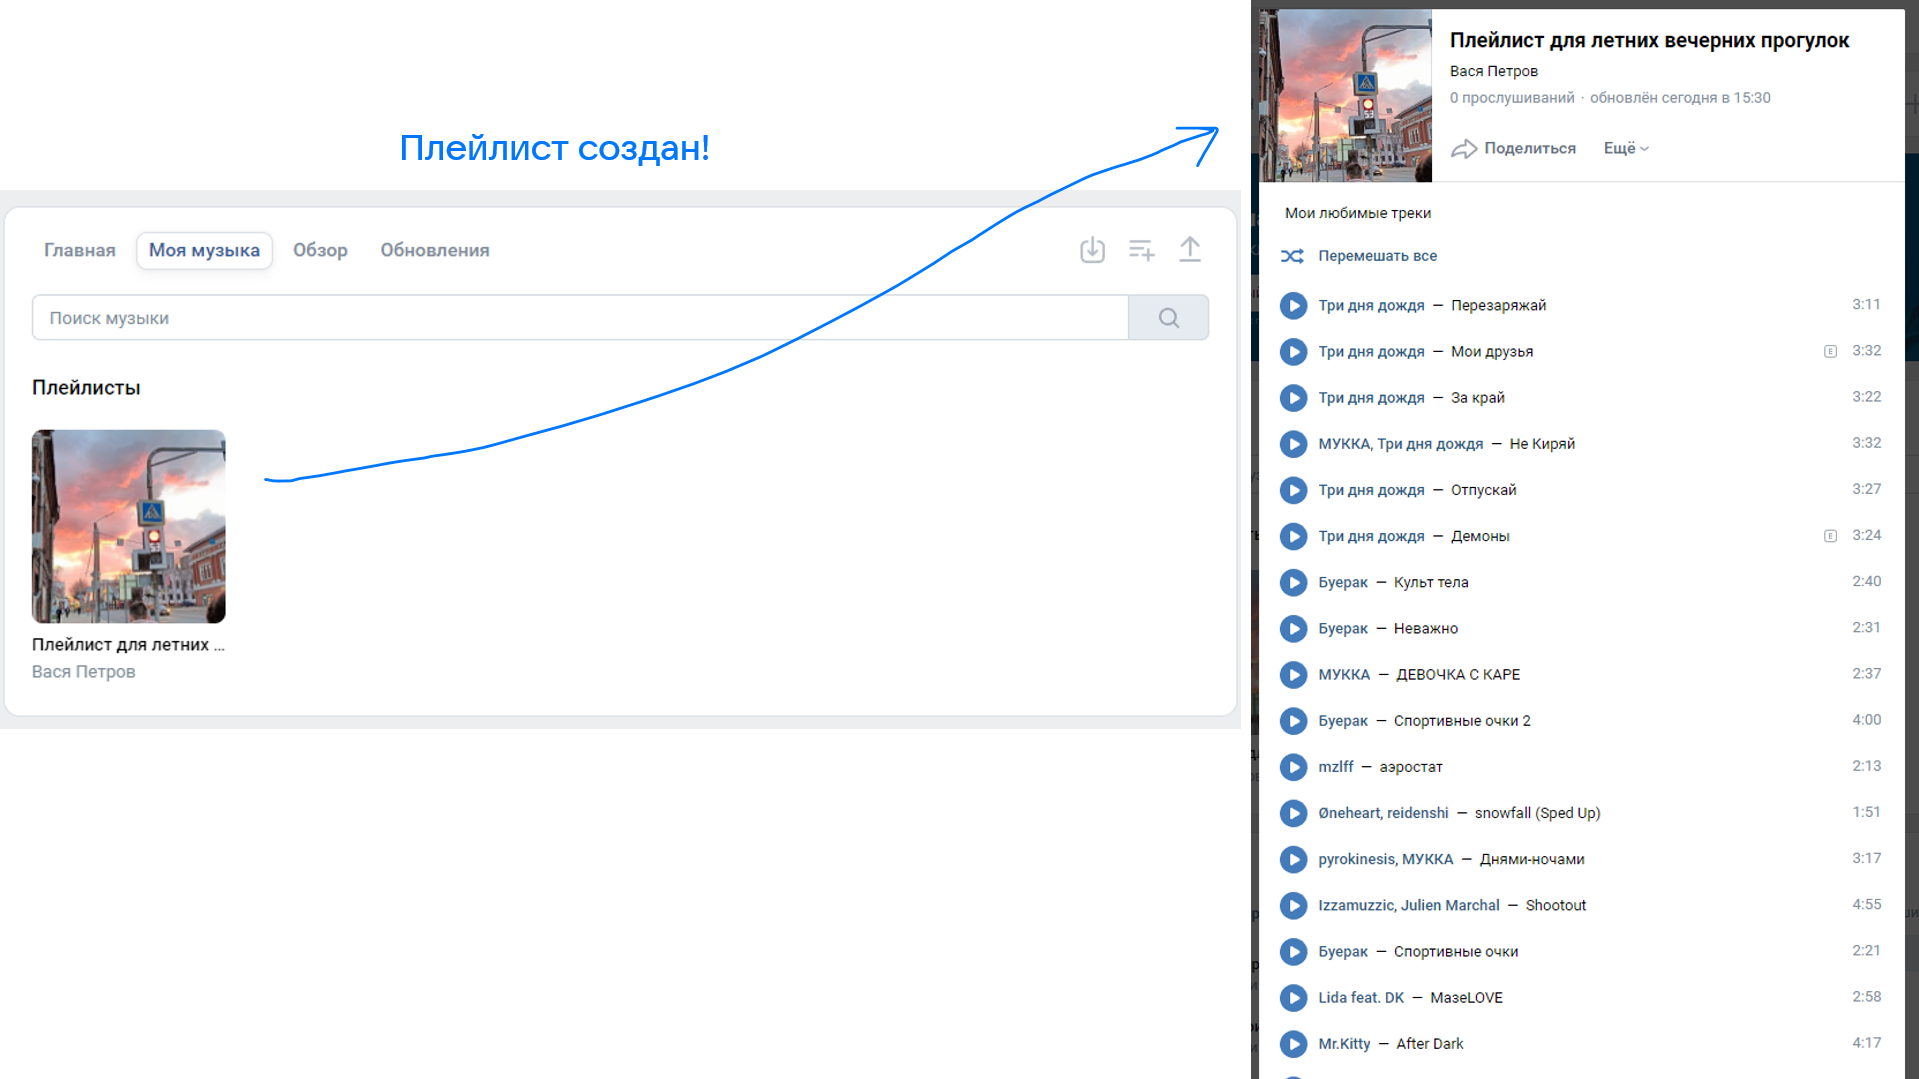 Плейлист создан!
Главная Моя музыка Обзор Обновления
Поиск музыки
Плейлисты
Плейлист для летних ...
Вася Петров
Плейлист для летних вечерних прогулок
Вася Петров
0 прослушиваний · обновлён сегодня в 15:30
Поделиться Ещё
Мои любимые треки
Перемешать все
Три дня дождя — Перезаряжай 3:11
Три дня дождя — Мои друзья E 3:32
Три дня дождя — За край 3:22
МУККА, Три дня дождя — Не Киряй 3:32
Три дня дождя — Отпускай 3:27
Три дня дождя — Демоны E 3:24
Буерак — Культ тела 2:40
Буерак — Неважно 2:31
МУККА — ДЕВОЧКА С КАРЕ 2:37
Буерак — Спортивные очки 2 4:00
mzlff — аэростат 2:13
Øneheart, reidenshi — snowfall (Sped Up) 1:51
pyrokinesis, МУККА — Днями-ночами 3:17
Izzamuzzic, Julien Marchal — Shootout 4:55
Буерак — Спортивные очки 2:21
Lida feat. DK — МазеLOVE 2:58
Mr.Kitty — After Dark 4:17